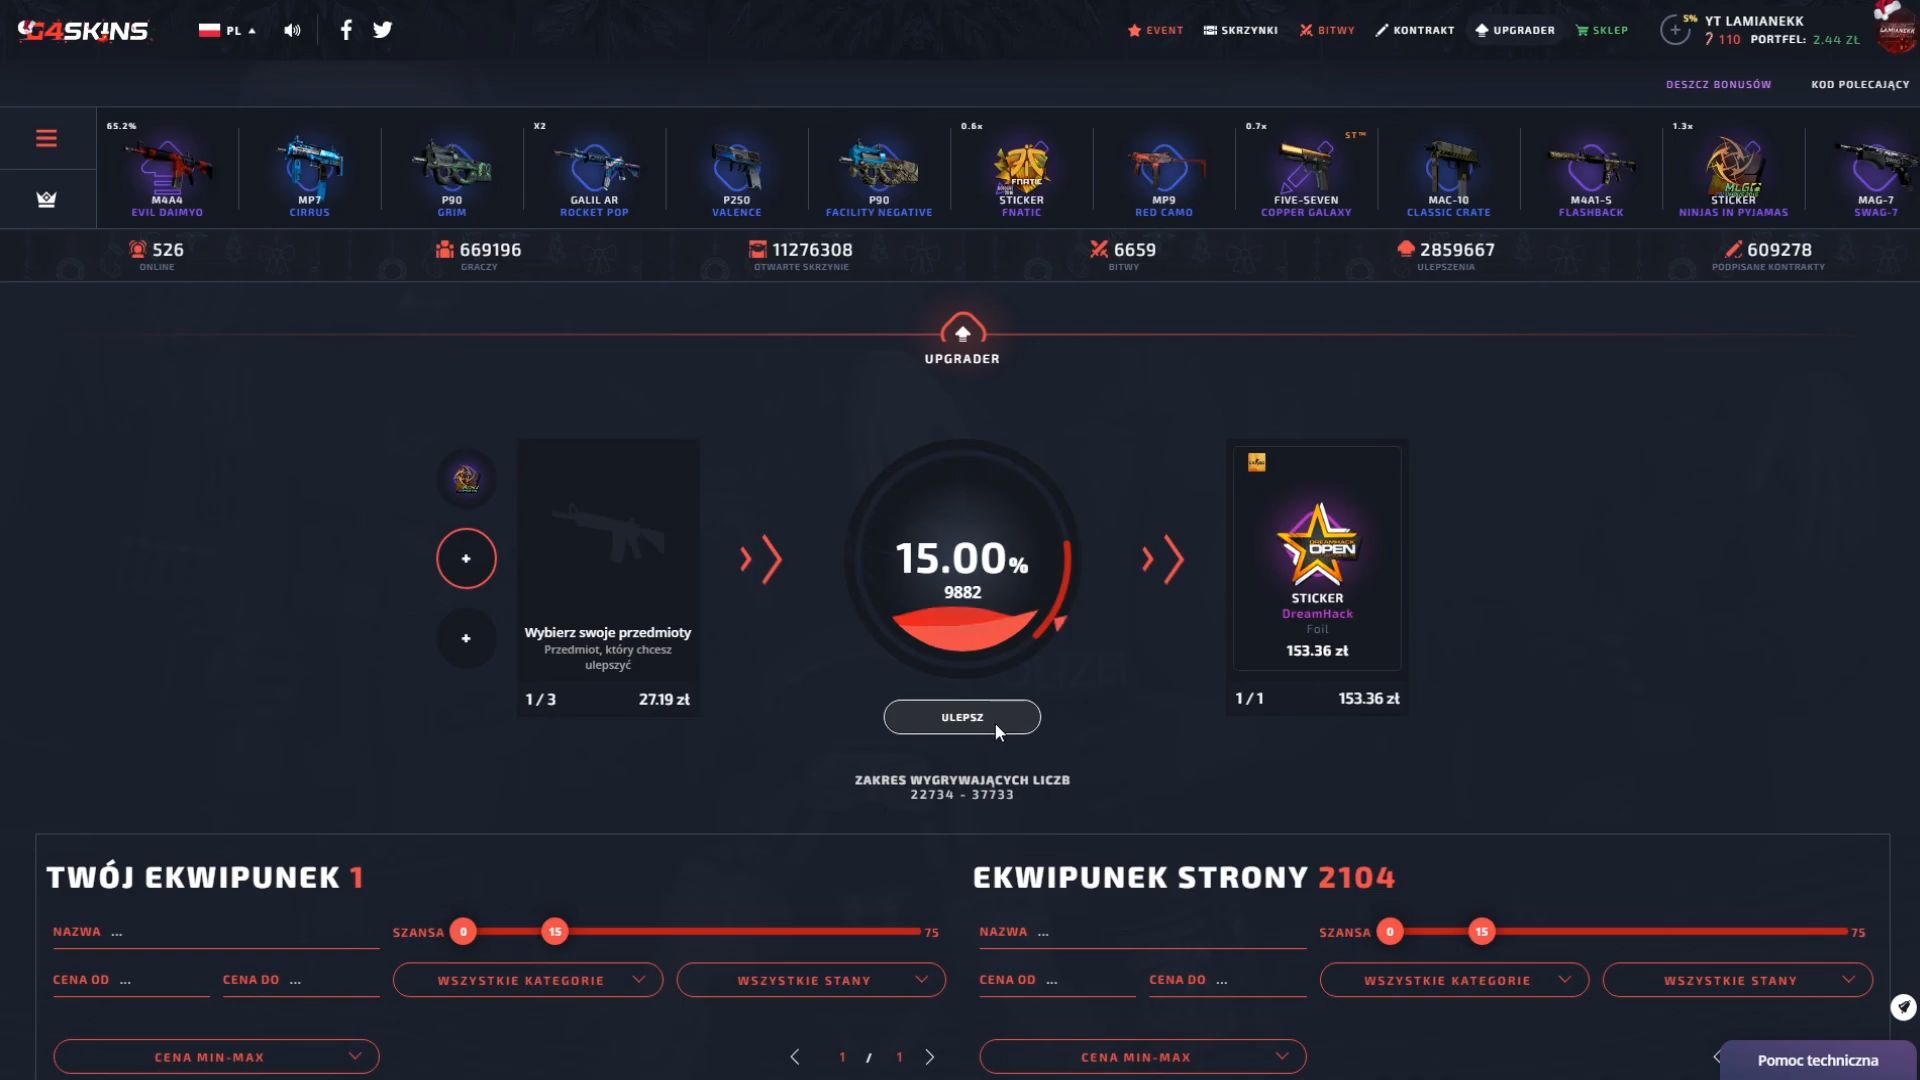 G4SKINS
PL
EVENT
SKRZYNKI
BITWY
KONTRAKT
UPGRADER
SKLEP
5%
YT LAMIANEKK
110 PORTFEL: 2.44 ZŁ
DESZCZ BONUSÓW
KOD POLECAJĄCY
65.2%
M4A4
EVIL DAIMYO
MP7
CIRRUS
P90
GRIM
X2
GALIL AR
ROCKET POP
P250
VALENCE
P90
FACILITY NEGATIVE
0.6x
STICKER
FNATIC
MP9
RED CAMO
0.7x
ST™
FIVE-SEVEN
COPPER GALAXY
MAC-10
CLASSIC CRATE
M4A1-S
FLASHBACK
1.3x
STICKER
NINJAS IN PYJAMAS
MAG-7
SWAG-7
526
ONLINE
669196
GRACZY
11276308
OTWARTE SKRZYNIE
6659
BITWY
2859667
ULEPSZENIA
609278
PODPISANE KONTRAKTY
UPGRADER
+
+
Wybierz swoje przedmioty
Przedmiot, który chcesz
ulepszyć
1 / 3
27.19 zł
15.00%
9882
ULEPSZ
DREAMHACK
OPEN
STICKER
DreamHack
Foil
153.36 zł
1 / 1
153.36 zł
ZAKRES WYGRYWAJĄCYCH LICZB
22734 - 37733
TWÓJ EKWIPUNEK 1
NAZWA ...
SZANSA 0 15 75
CENA OD ...
CENA DO ...
WSZYSTKIE KATEGORIE
WSZYSTKIE STANY
CENA MIN-MAX
1 / 1
EKWIPUNEK STRONY 2104
NAZWA ...
SZANSA 0 15 75
CENA OD ...
CENA DO ...
WSZYSTKIE KATEGORIE
WSZYSTKIE STANY
CENA MIN-MAX
Pomoc techniczna